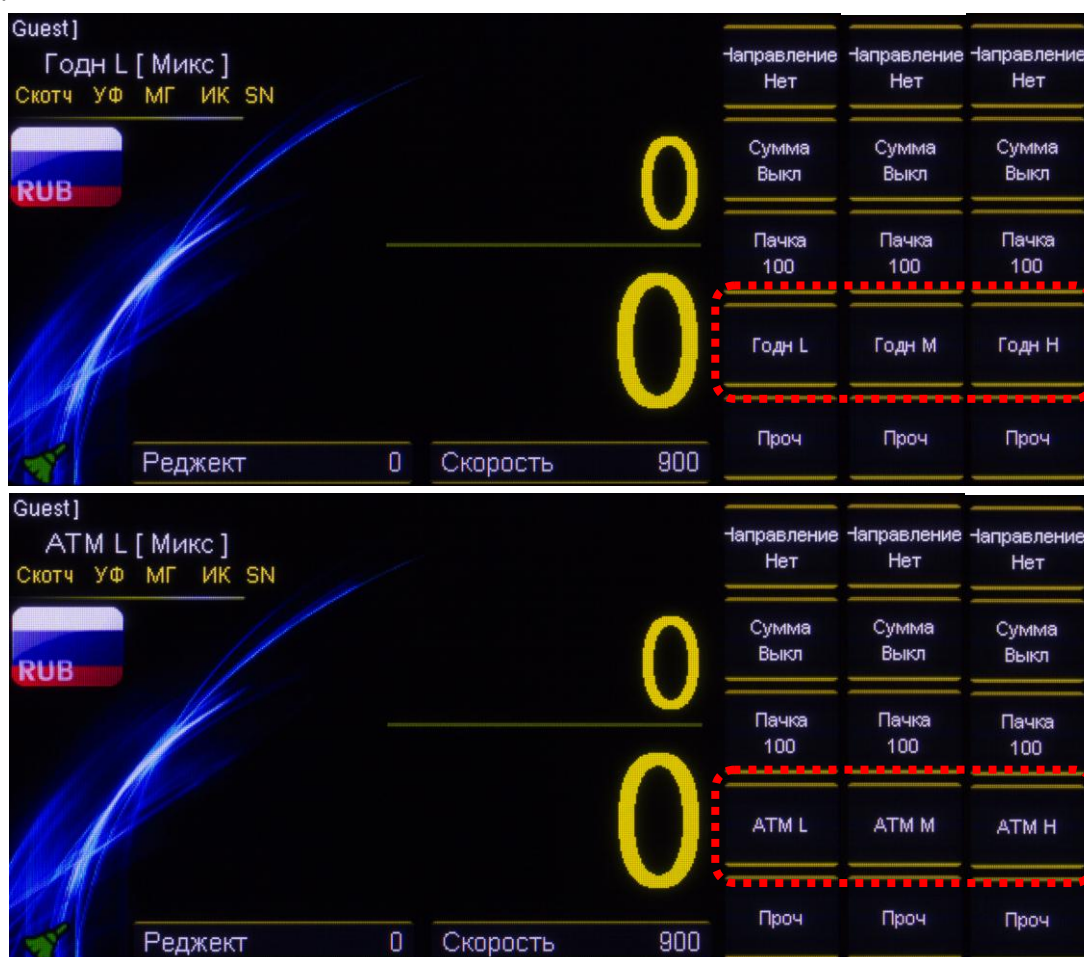 Guest]
Годн L [ Микс ]
Скотч УФ МГ ИК SN
RUB
0
0
Реджект 0 Скорость 900
Направление Направление Направление
Нет Нет Нет
Сумма Сумма Сумма
Выкл Выкл Выкл
Пачка Пачка Пачка
100 100 100
Годн L Годн M Годн H
Проч Проч Проч
Guest]
ATM L [ Микс ]
Скотч УФ МГ ИК SN
RUB
0
0
Реджект 0 Скорость 900
Направление Направление Направление
Нет Нет Нет
Сумма Сумма Сумма
Выкл Выкл Выкл
Пачка Пачка Пачка
100 100 100
ATM L ATM M ATM H
Проч Проч Проч